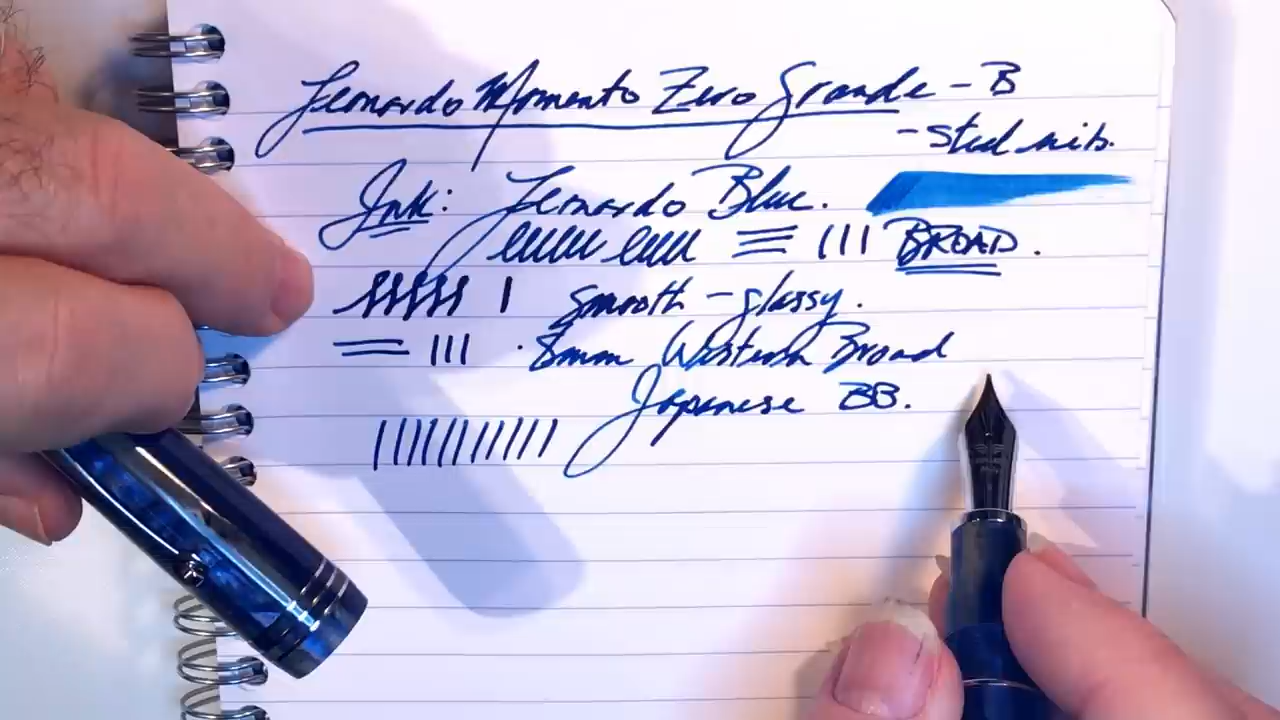 Leonardo Momento Zero Grande - B
- Steel nib.
Ink: Leonardo Blue.
BROAD.
Smooth - glassy.
.8mm Western Broad
Japanese BB.